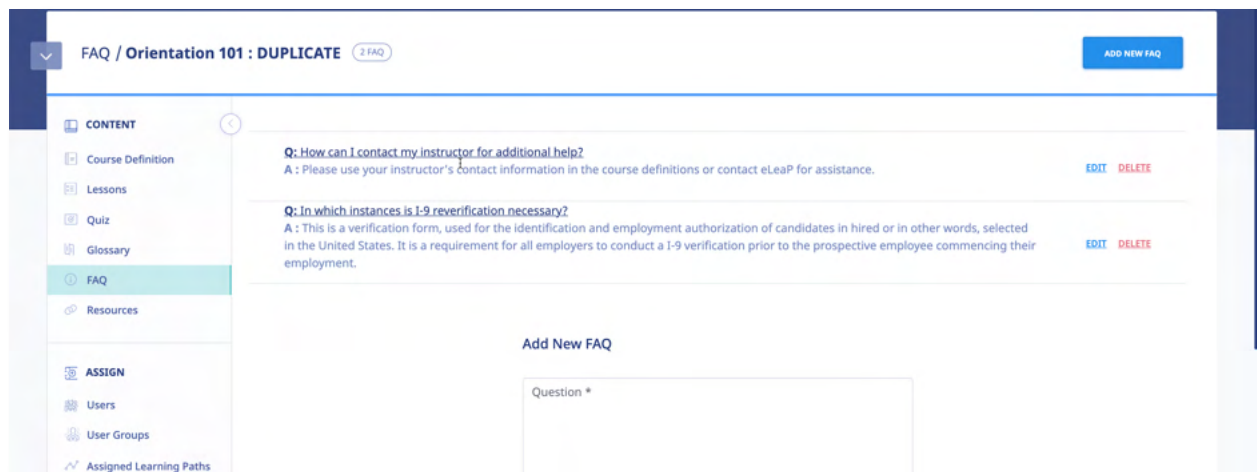 FAQ / Orientation 101 : DUPLICATE 2 FAQ
ADD NEW FAQ
CONTENT
Course Definition
Lessons
Quiz
Glossary
FAQ
Resources
ASSIGN
Users
User Groups
Assigned Learning Paths
Q: How can I contact my instructor for additional help?
A : Please use your instructor's contact information in the course definitions or contact eLeaP for assistance.
EDIT DELETE
Q: In which instances is I-9 reverification necessary?
A : This is a verification form, used for the identification and employment authorization of candidates in hired or in other words, selected
in the United States. It is a requirement for all employers to conduct a I-9 verification prior to the prospective employee commencing their
employment.
EDIT DELETE
Add New FAQ
Question *